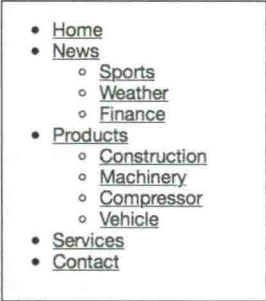 Home
News
Sports
Weather
Finance
Products
Construction
Machinery
Compressor
Vehicle
Services
Contact